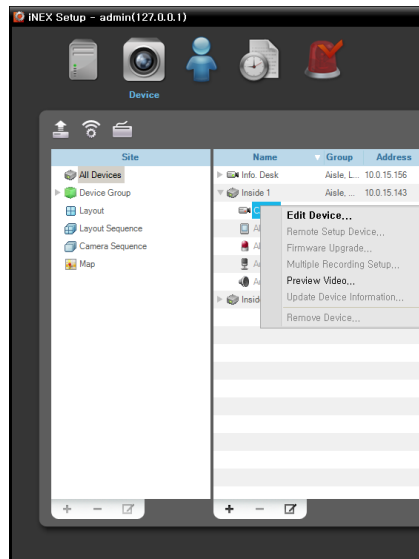 iNEX Setup - admin(127.0.0.1)
Device
Site
All Devices
Device Group
Layout
Layout Sequence
Camera Sequence
Map
Name Group Address
Info. Desk Aisle, L... 10.0.15.156
Inside 1 Aisle, ... 10.0.15.143
Edit Device...
Remote Setup Device...
Firmware Upgrade...
Multiple Recording Setup...
Preview Video...
Update Device Information...
Remove Device...